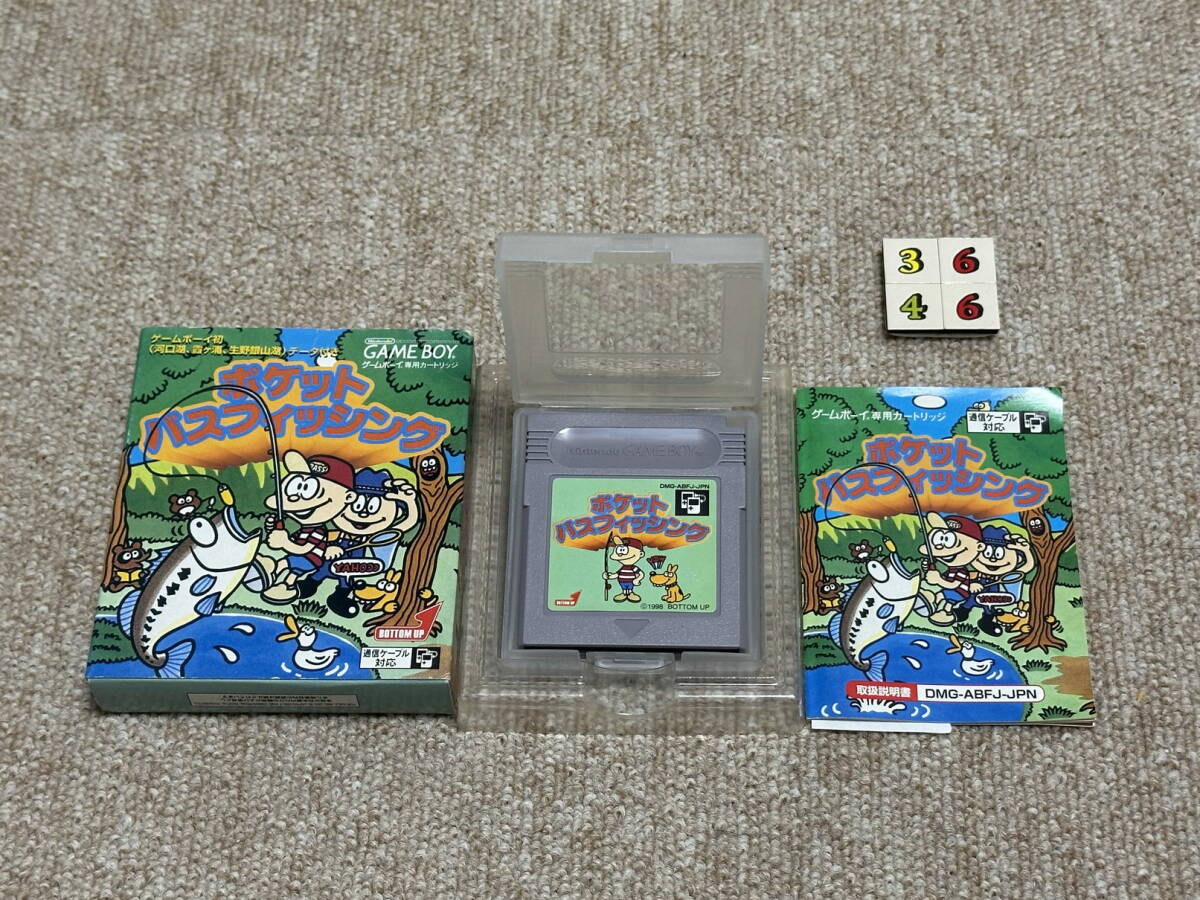 ゲームボーイ初
(河口湖、霞ヶ浦、生野銀山湖) データ付き
Nintendo
GAME BOY
ゲームボーイ専用カートリッジ
ポケット
バスフィッシング
BASS
YAHOOO
BOTTOM UP
通信ケーブル
対応
Nintendo GAME BOY
DMG-ABFJ-JPN
ポケット
バスフィッシング
BOTTOM UP
©1998 BOTTOM UP
3 6
4 6
ゲームボーイ専用カートリッジ
通信ケーブル
対応
ポケット
バスフィッシング
取扱説明書 DMG-ABFJ-JPN